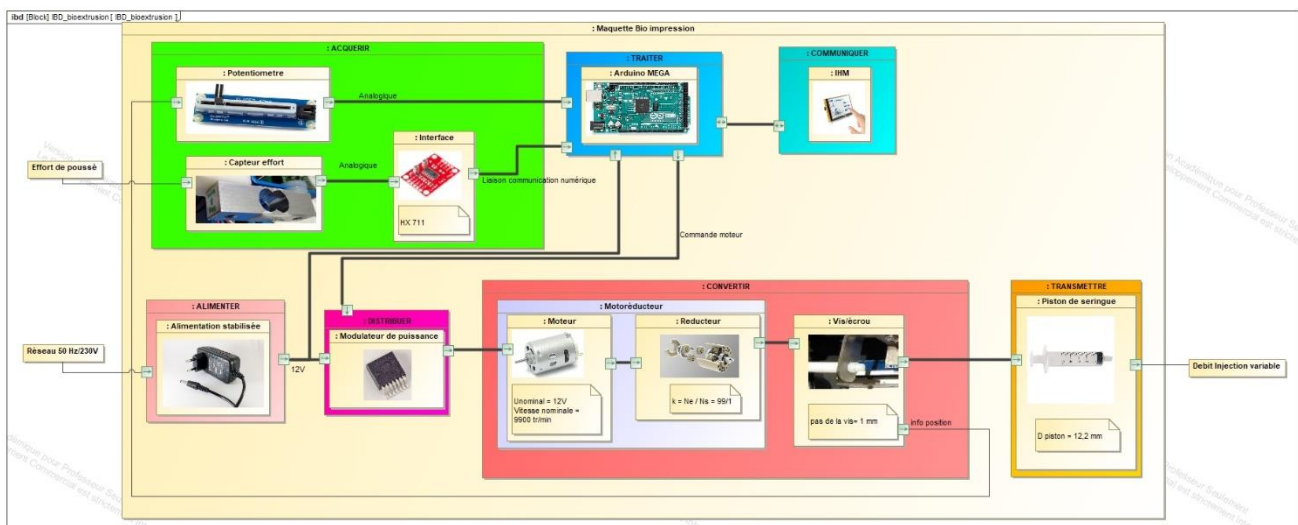 ibd [Block] IBD_bioextrusion [ IBD_bioextrusion ]
: Maquette Bio impression
: ACQUERIR
: Potentiometre
Analogique
: TRAITER
: Arduino MEGA
: COMMUNIQUER
: IHM
Effort de poussé
: Capteur effort
Analogique
: Interface
HX 711
Liaison communication numérique
Commande moteur
Réseau 50 Hz/230V
: ALIMENTER
: Alimentation stabilisée
12V
: DISTRIBUER
: Modulateur de puissance
: CONVERTIR
: Motoréducteur
: Moteur
Unominal = 12V
Vitesse nominale =
9900 tr/min
: Reducteur
k = Ne / Ns = 99/1
: Vis/écrou
pas de la vis= 1 mm
info position
: TRANSMETTRE
: Piston de seringue
D piston = 12,2 mm
Debit Injection variable